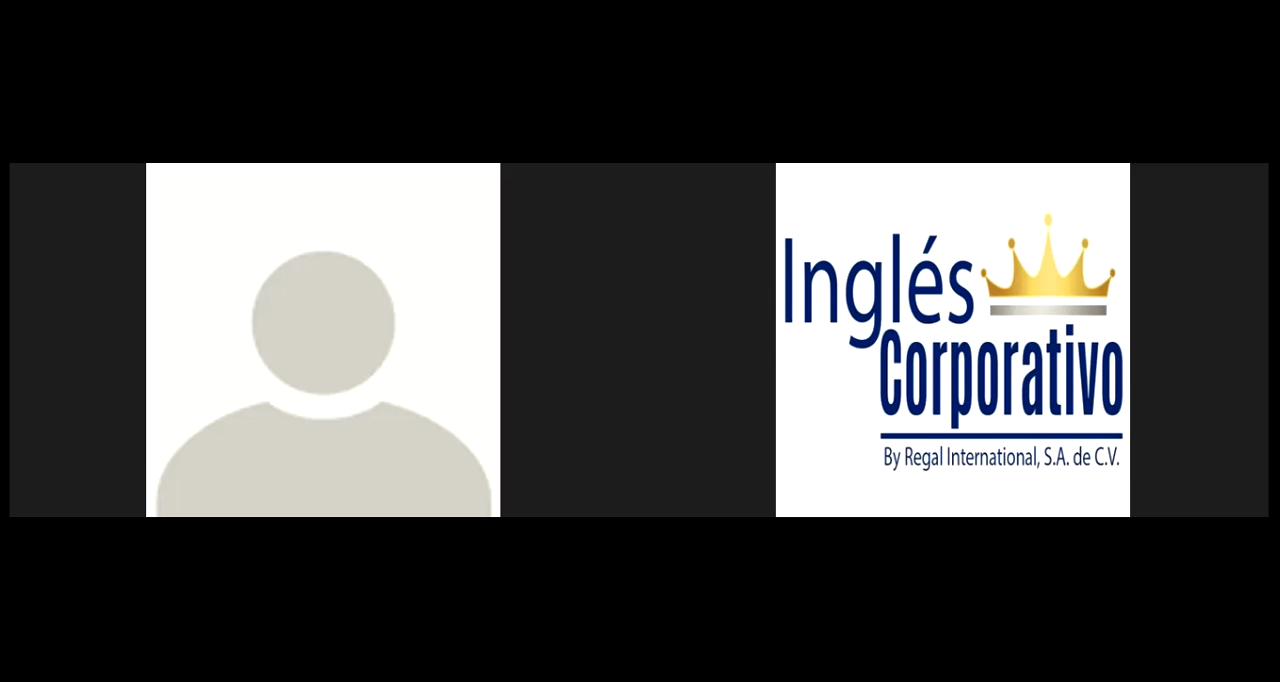 Inglés
Corporativo
By Regal International, S.A. de C.V.